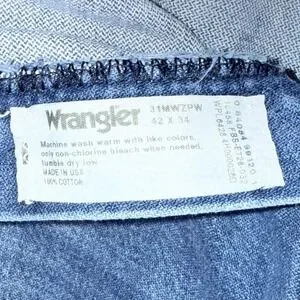 Wrangler
31MWZPW
42 X 34
Machine wash warm with like colors,
only non-chlorine bleach when needed,
tumble dry low.
MADE IN USA
100% COTTON